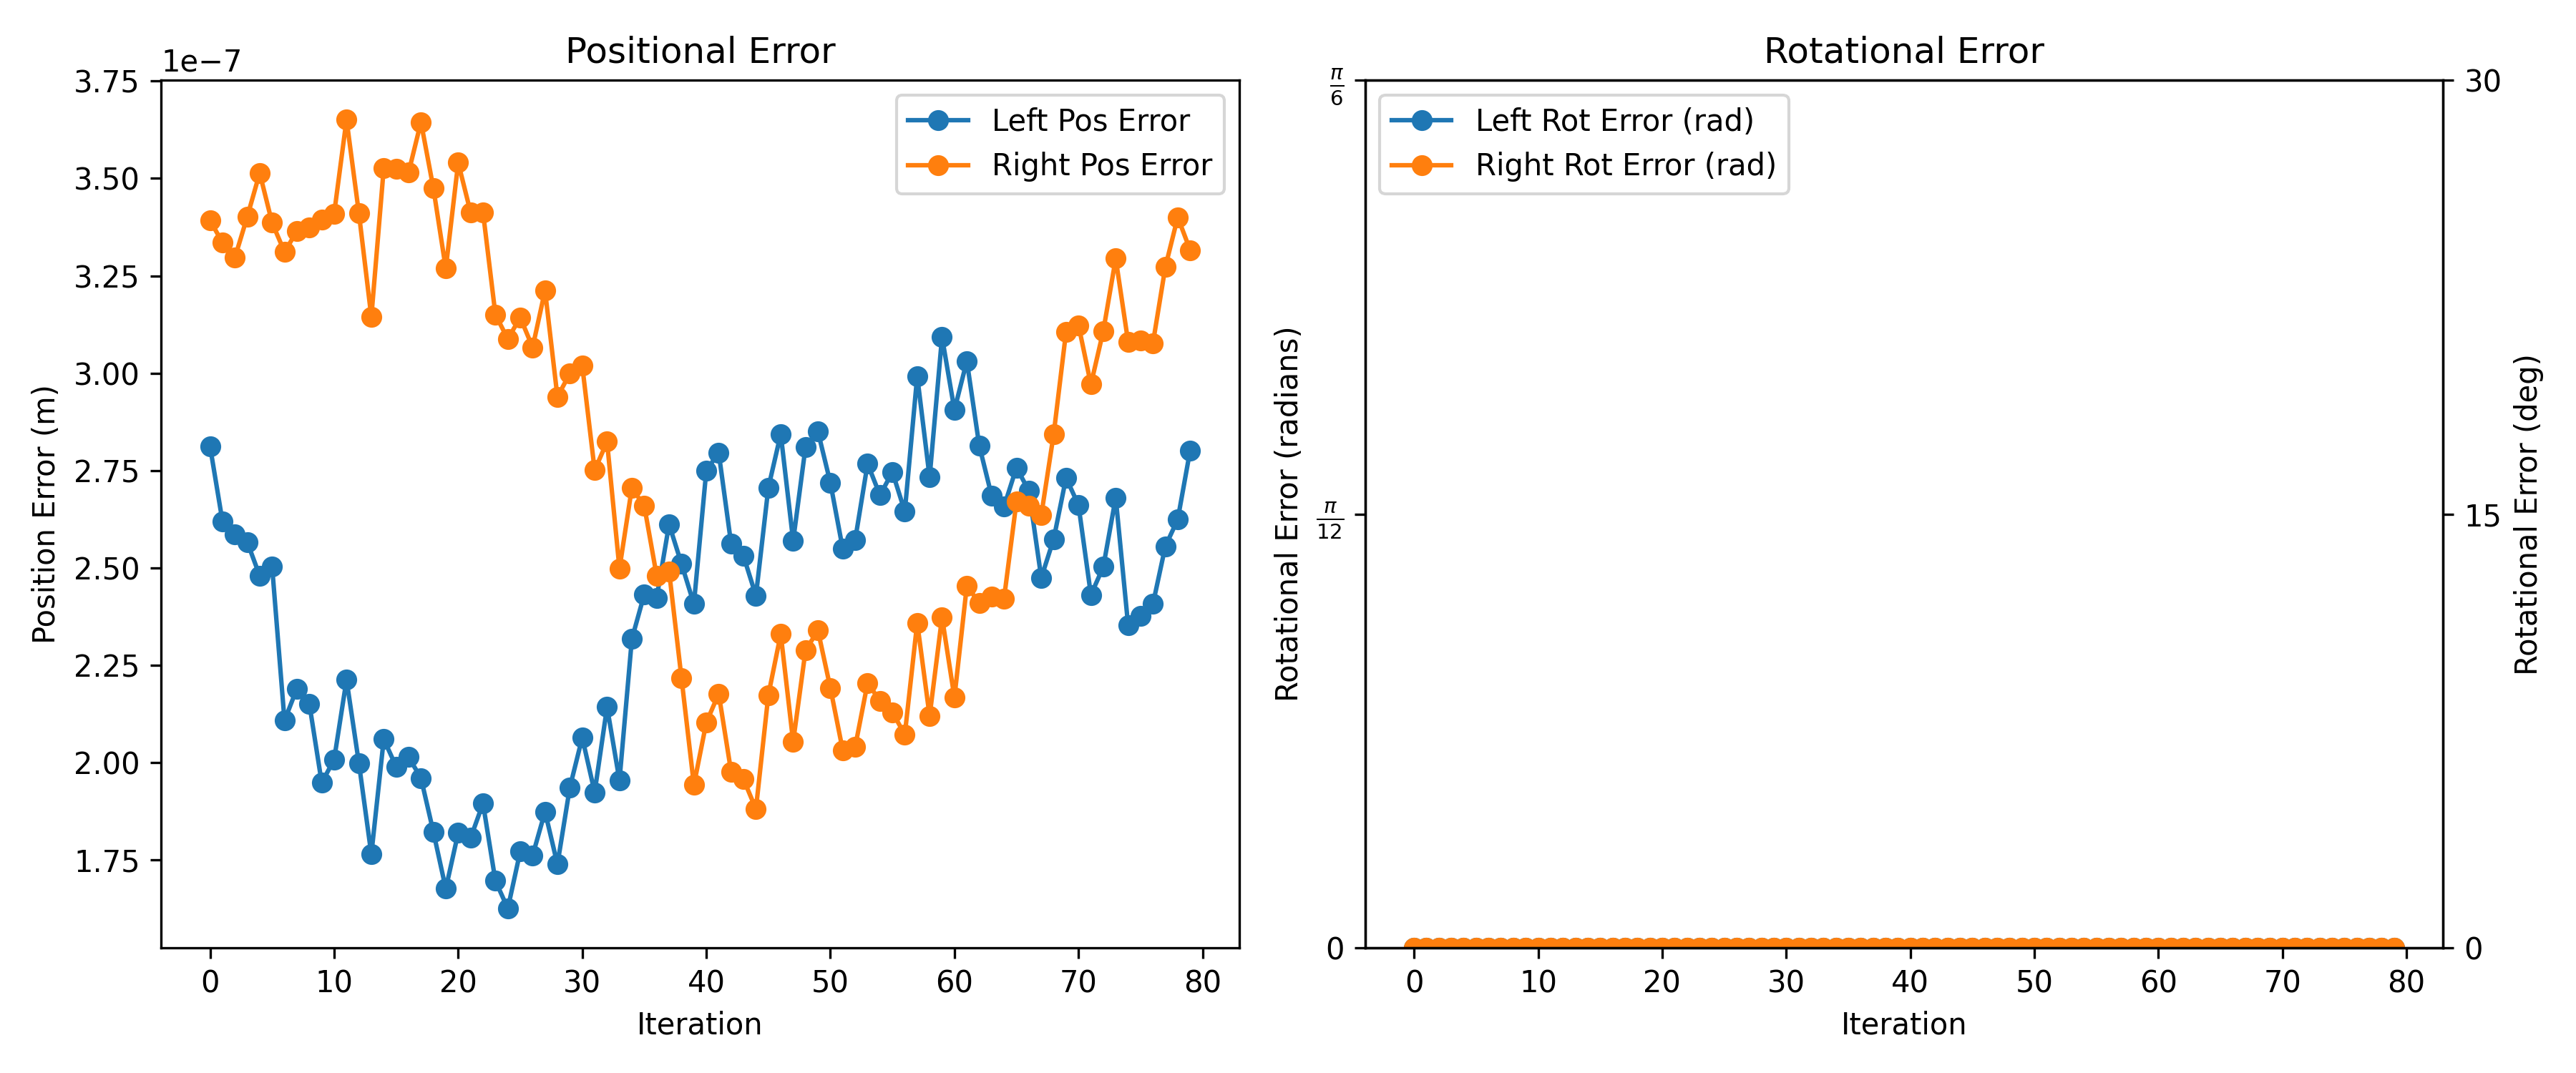 Positional Error
1e−7
3.75
3.50
3.25
3.00
2.75
2.50
2.25
2.00
1.75
Position Error (m)
Left Pos Error
Right Pos Error
0 10 20 30 40 50 60 70 80
Iteration
Rotational Error
π/6
π/12
0
Rotational Error (radians)
Left Rot Error (rad)
Right Rot Error (rad)
30
15
0
Rotational Error (deg)
0 10 20 30 40 50 60 70 80
Iteration